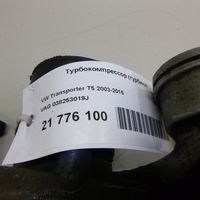 Турбокомпрессор (турбина)
VW Transporter T5 2003-2015
VAG 038253019J
21 776 100